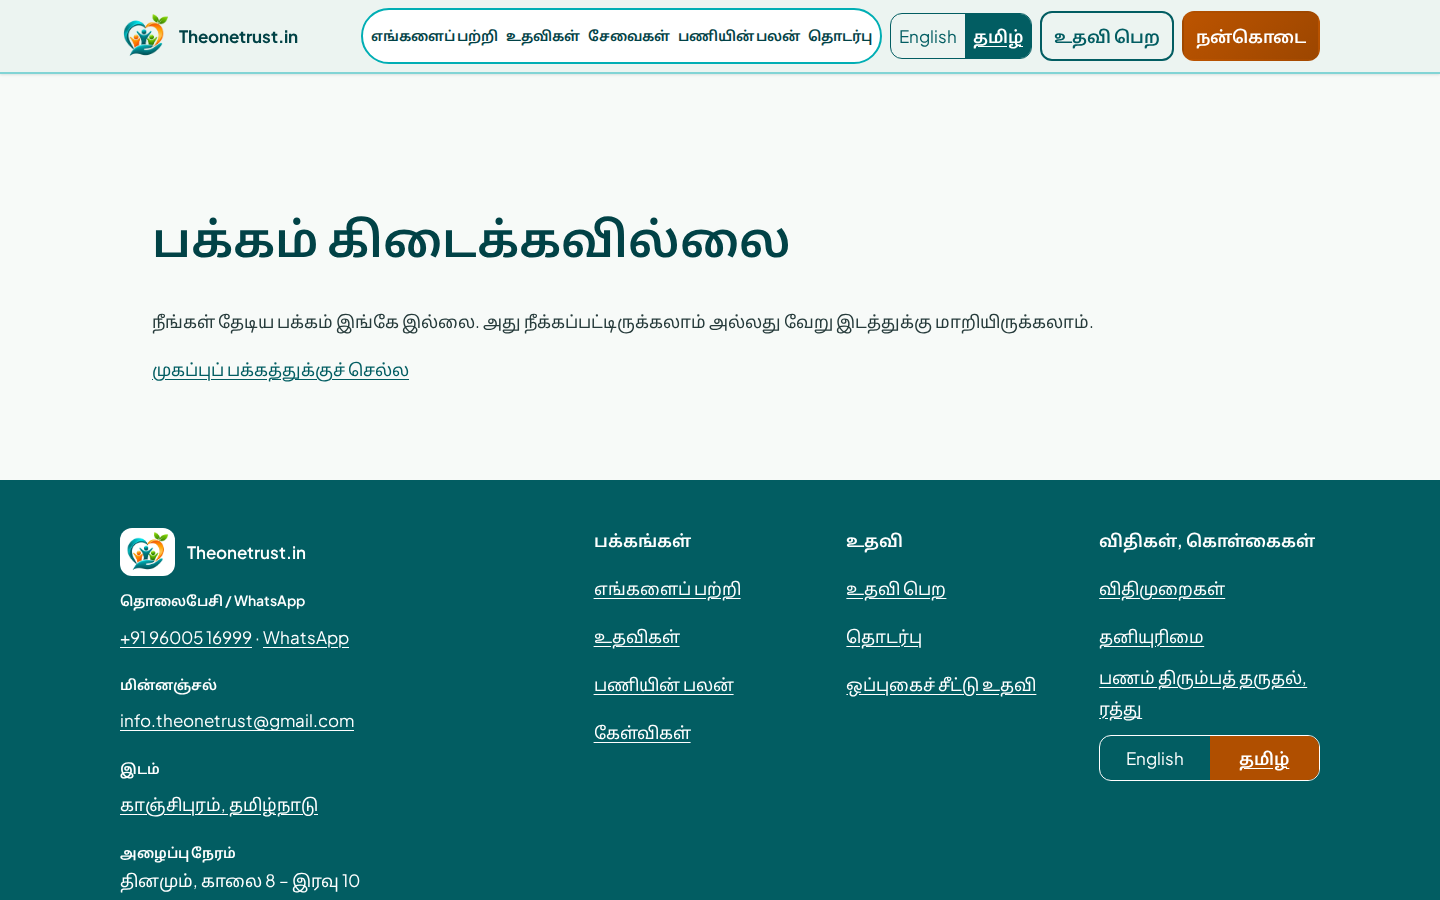 Theonetrust.in
எங்களைப் பற்றி உதவிகள் சேவைகள் பணியின் பலன் தொடர்பு
English தமிழ்
உதவி பெற
நன்கொடை
பக்கம் கிடைக்கவில்லை
நீங்கள் தேடிய பக்கம் இங்கே இல்லை. அது நீக்கப்பட்டிருக்கலாம் அல்லது வேறு இடத்துக்கு மாறியிருக்கலாம்.
முகப்புப் பக்கத்துக்குச் செல்ல
Theonetrust.in
தொலைபேசி / WhatsApp
+91 96005 16999 · WhatsApp
மின்னஞ்சல்
info.theonetrust@gmail.com
இடம்
காஞ்சிபுரம், தமிழ்நாடு
அழைப்பு நேரம்
தினமும், காலை 8 – இரவு 10
பக்கங்கள்
எங்களைப் பற்றி
உதவிகள்
பணியின் பலன்
கேள்விகள்
உதவி
உதவி பெற
தொடர்பு
ஒப்புகைச் சீட்டு உதவி
விதிகள், கொள்கைகள்
விதிமுறைகள்
தனியுரிமை
பணம் திரும்பத் தருதல்,
ரத்து
English தமிழ்